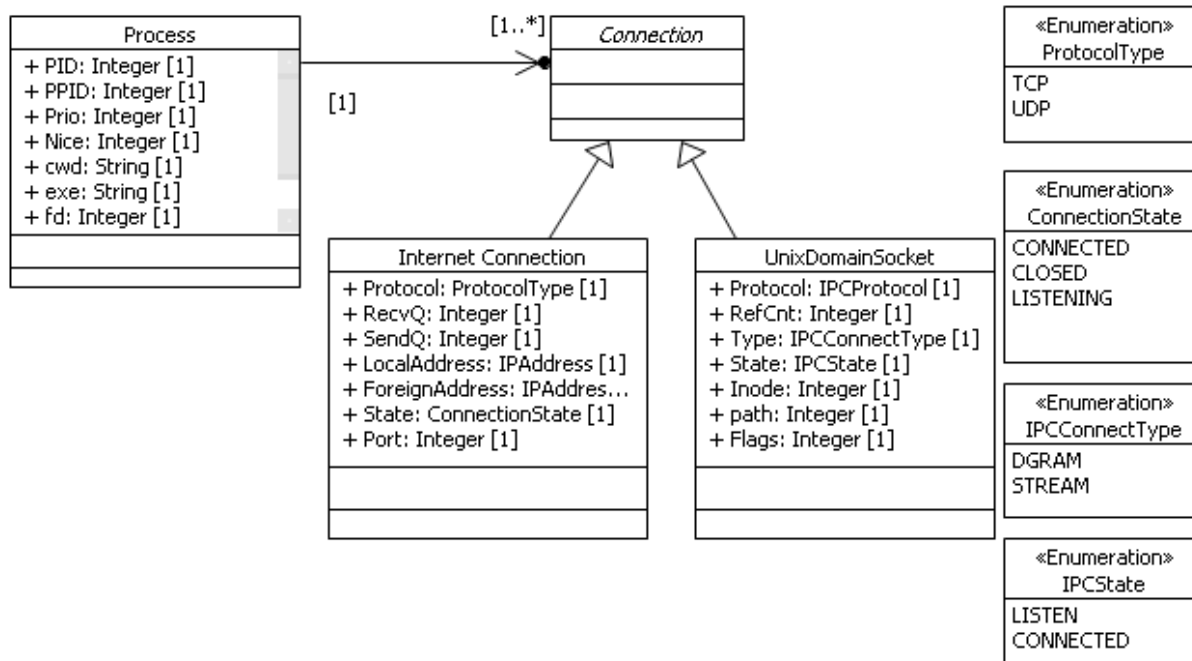 Process
+ PID: Integer [1]
+ PPID: Integer [1]
+ Prio: Integer [1]
+ Nice: Integer [1]
+ cwd: String [1]
+ exe: String [1]
+ fd: Integer [1]
[1..*]
[1]
Connection
Internet Connection
+ Protocol: ProtocolType [1]
+ RecvQ: Integer [1]
+ SendQ: Integer [1]
+ LocalAddress: IPAddress [1]
+ ForeignAddress: IPAddres...
+ State: ConnectionState [1]
+ Port: Integer [1]
UnixDomainSocket
+ Protocol: IPCProtocol [1]
+ RefCnt: Integer [1]
+ Type: IPCConnectType [1]
+ State: IPCState [1]
+ Inode: Integer [1]
+ path: Integer [1]
+ Flags: Integer [1]
«Enumeration»
ProtocolType
TCP
UDP
«Enumeration»
ConnectionState
CONNECTED
CLOSED
LISTENING
«Enumeration»
IPCConnectType
DGRAM
STREAM
«Enumeration»
IPCState
LISTEN
CONNECTED